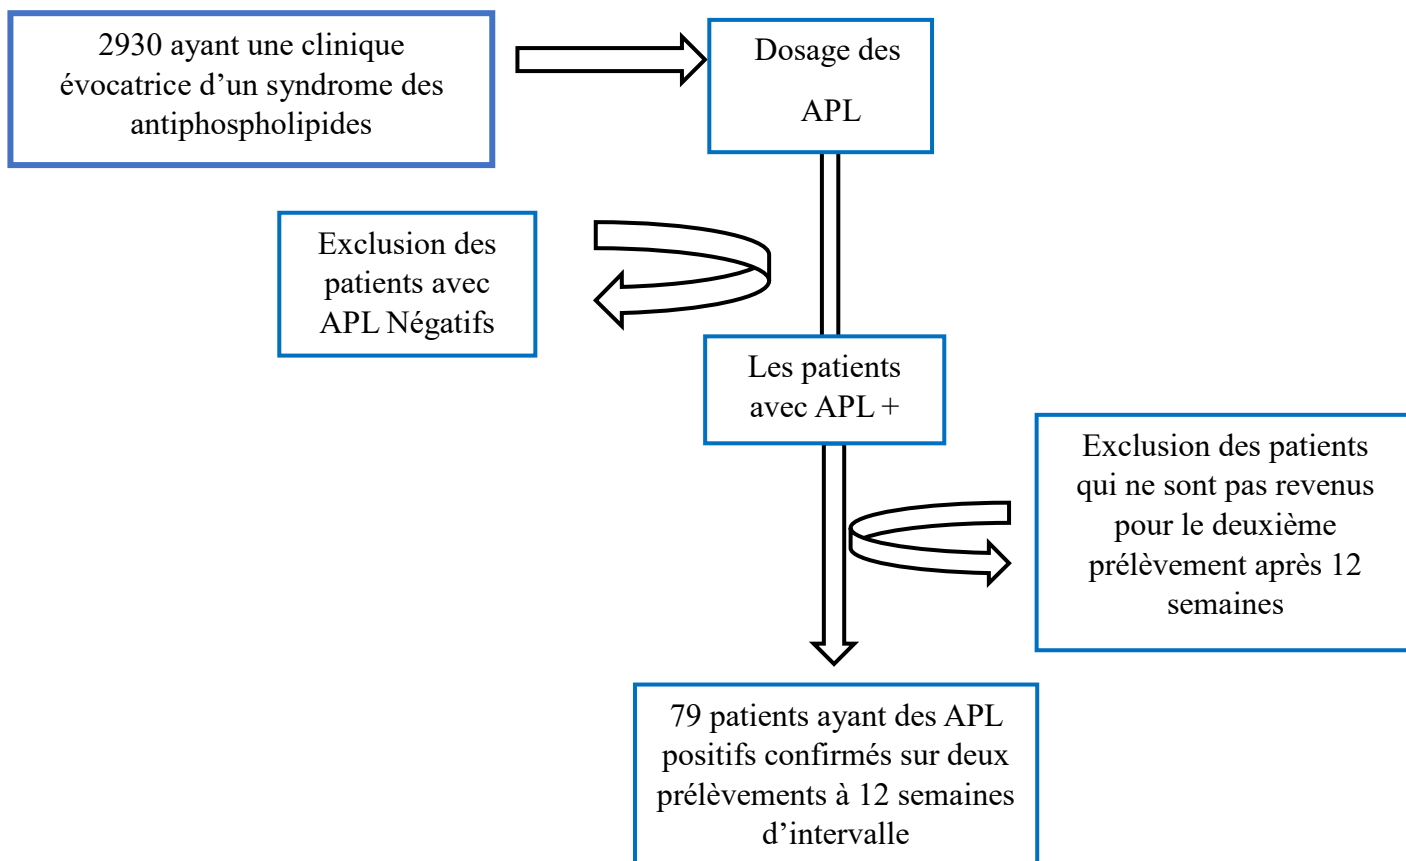 2930 ayant une clinique
évocatrice d’un syndrome des
antiphospholipides
Dosage des
APL
Exclusion des
patients avec
APL Négatifs
Les patients
avec APL +
Exclusion des patients
qui ne sont pas revenus
pour le deuxième
prélèvement après 12
semaines
79 patients ayant des APL
positifs confirmés sur deux
prélèvements à 12 semaines
d’intervalle